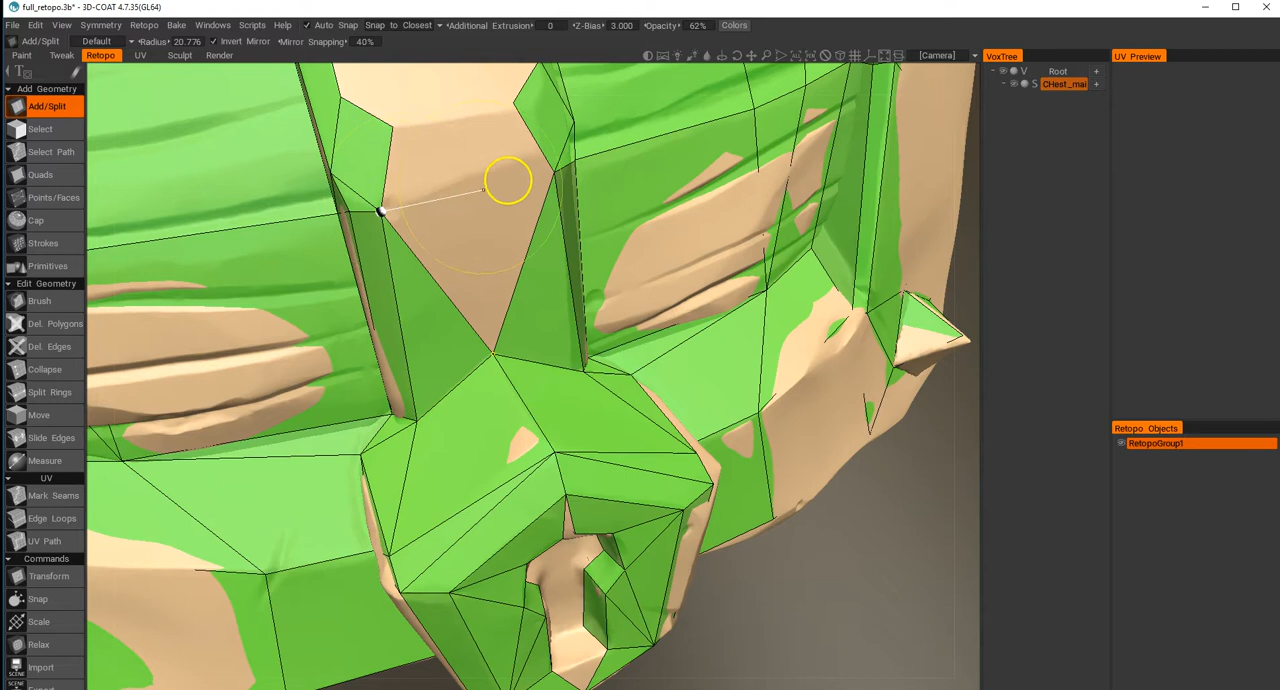 full_retopo.3b* - 3D-COAT 4.7.35(GL64)
File Edit View Symmetry Retopo Bake Windows Scripts Help Auto Snap Snap to Closest Additional Extrusion: 0 Z-Bias: 3.000 Opacity: 62% Colors
Add/Split Default Radius: 20.776 Invert Mirror Mirror Snapping: 40%
Paint Tweak Retopo UV Sculpt Render [Camera] VoxTree UV Preview
Add Geometry
Add/Split
Select
Select Path
Quads
Points/Faces
Cap
Strokes
Primitives
Edit Geometry
Brush
Del. Polygons
Del. Edges
Collapse
Split Rings
Move
Slide Edges
Measure
UV
Mark Seams
Edge Loops
UV Path
Commands
Transform
Snap
Scale
Relax
SCENE Import
SCENE
V Root +
S CHest_mai +
Retopo Objects
RetopoGroup1